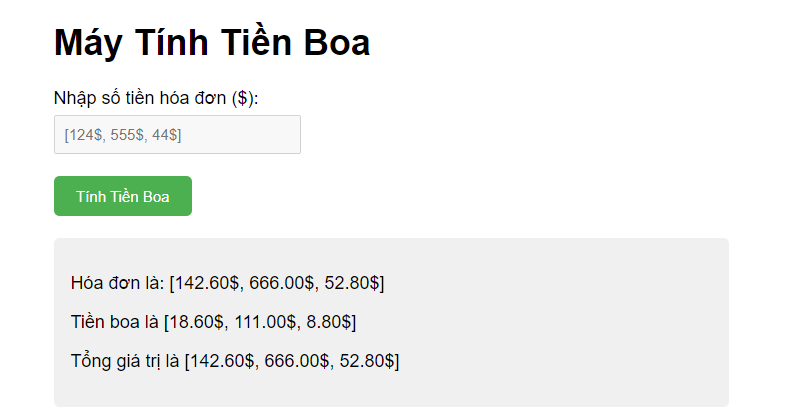 Máy Tính Tiền Boa
Nhập số tiền hóa đơn ($):
[124$, 555$, 44$]
Tính Tiền Boa
Hóa đơn là: [142.60$, 666.00$, 52.80$]
Tiền boa là [18.60$, 111.00$, 8.80$]
Tổng giá trị là [142.60$, 666.00$, 52.80$]